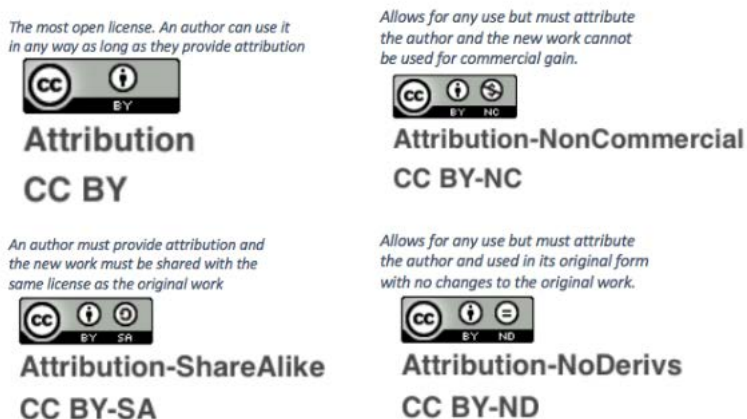 The most open license. An author can use it
in any way as long as they provide attribution
cc
BY
Attribution
CC BY
Allows for any use but must attribute
the author and the new work cannot
be used for commercial gain.
cc
BY NC
Attribution-NonCommercial
CC BY-NC
An author must provide attribution and
the new work must be shared with the
same license as the original work
cc
BY SA
Attribution-ShareAlike
CC BY-SA
Allows for any use but must attribute
the author and used in its original form
with no changes to the original work.
cc
BY ND
Attribution-NoDerivs
CC BY-ND